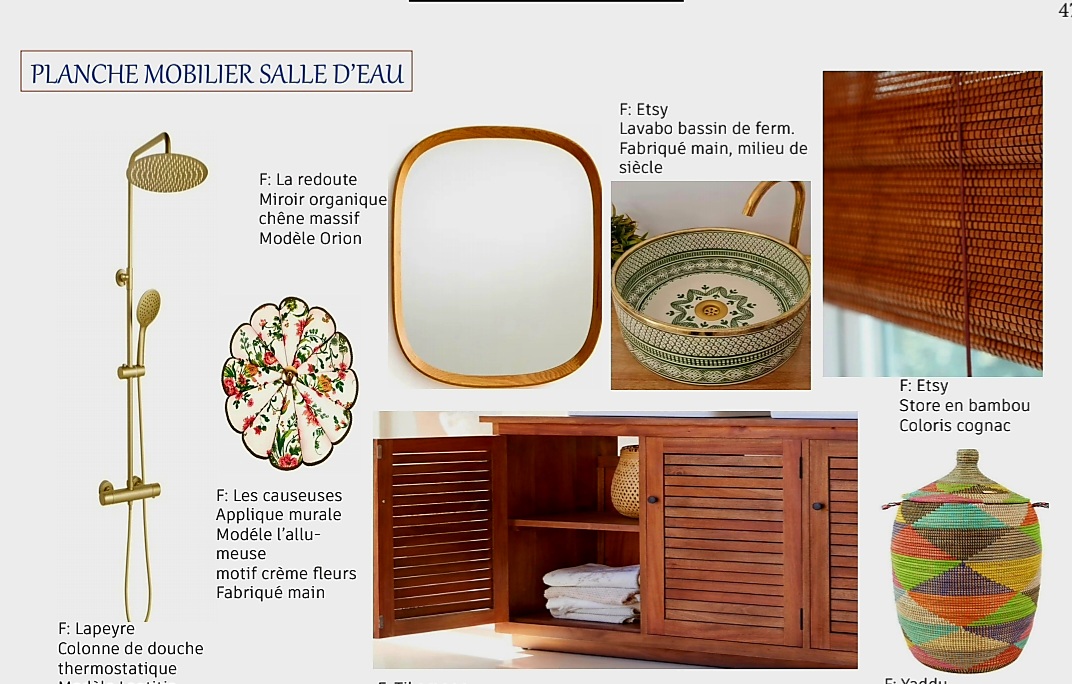 47
PLANCHE MOBILIER SALLE D'EAU
F: La redoute
Miroir organique
chêne massif
Modèle Orion
F: Etsy
Lavabo bassin de ferm.
Fabriqué main, milieu de
siècle
F: Etsy
Store en bambou
Coloris cognac
F: Les causeuses
Applique murale
Modéle l'allu-
meuse
motif crème fleurs
Fabriqué main
F: Lapeyre
Colonne de douche
thermostatique